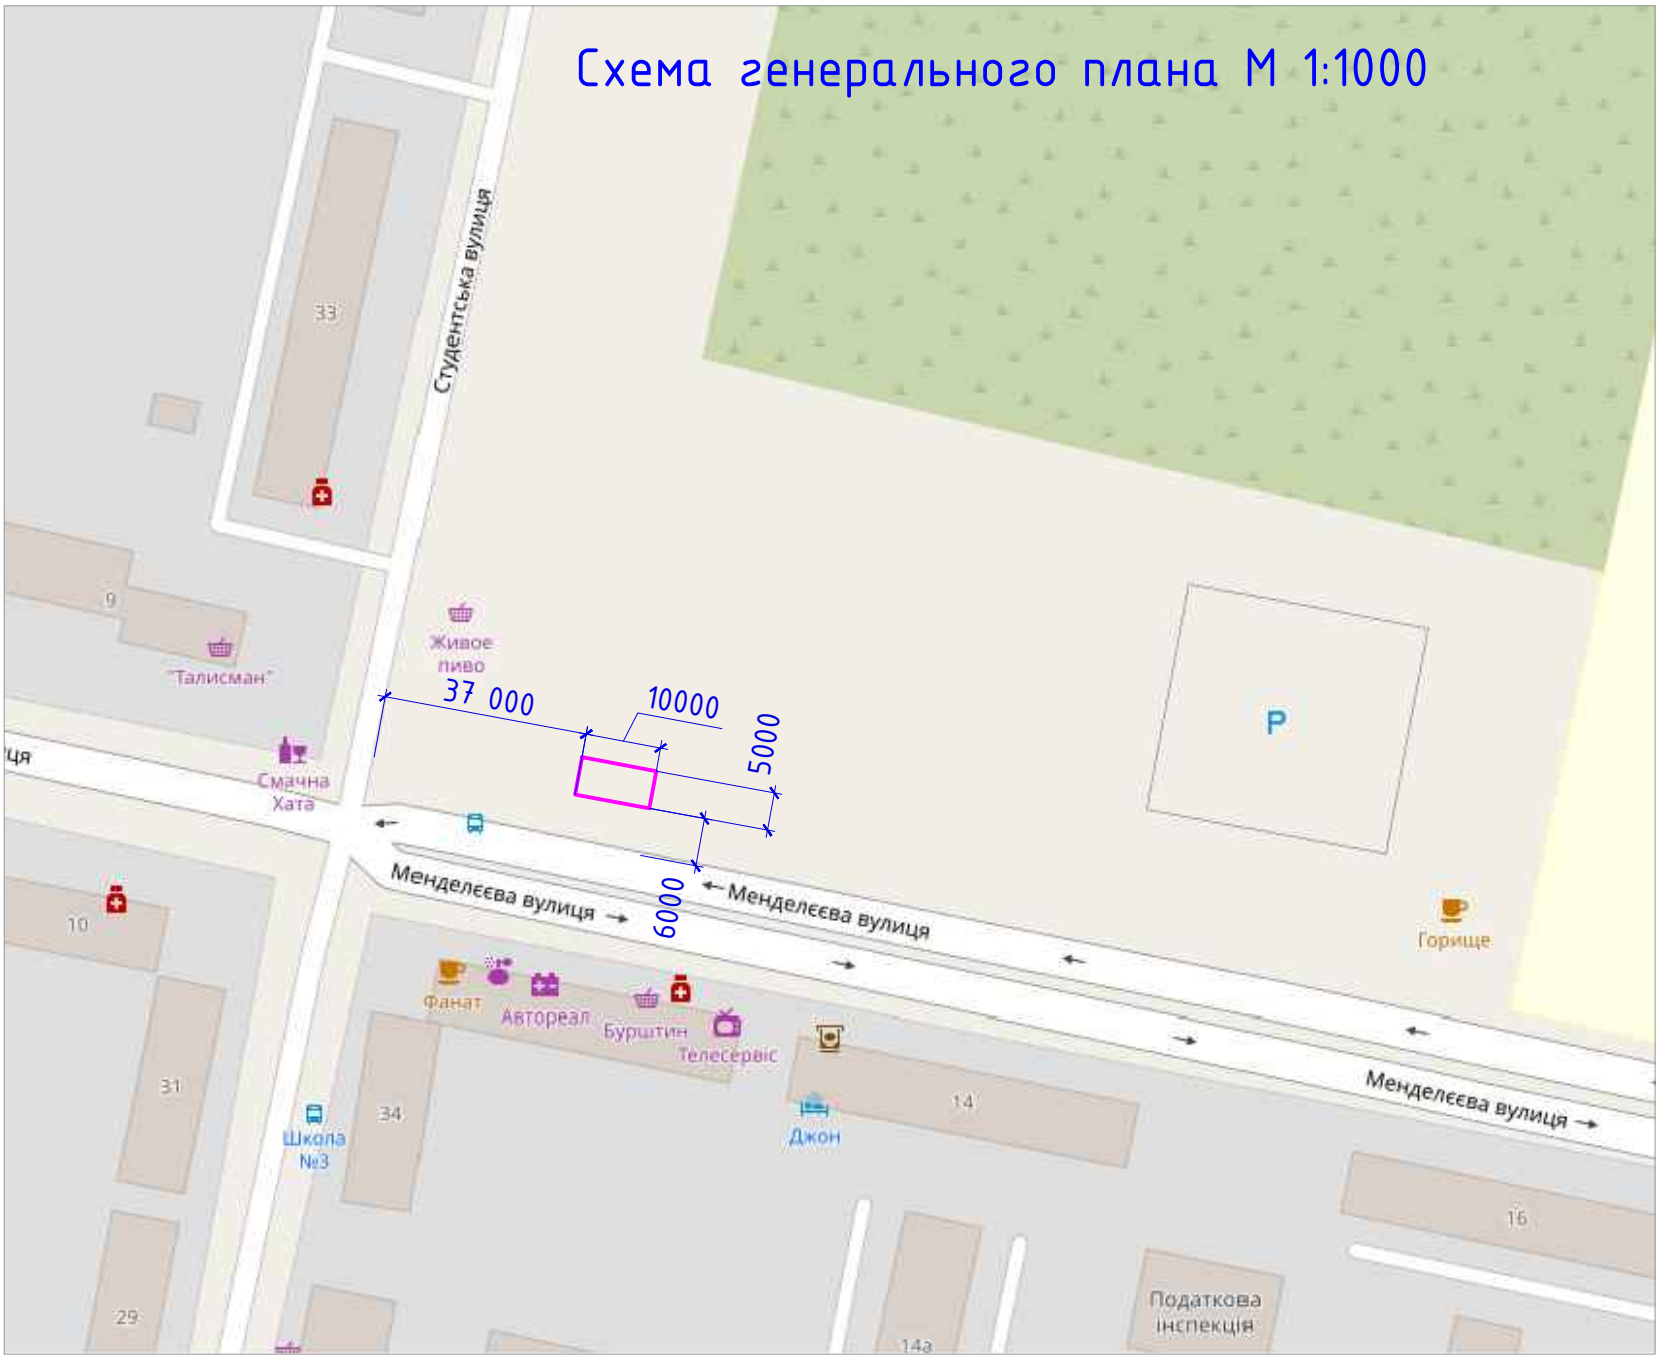 Схема генерального плана М 1:1000
Студентська вулиця
33
9
"Талисман"
Живое
пиво
37 000
10000
5000
6000
P
ця
Смачна
Хата
Менделєєва вулиця
Менделєєва вулиця
Менделєєва вулиця
Горище
10
Фанат
Автореал
Бурштин
Телесервіс
31
34
14
Школа
№3
Джон
16
29
14а
Податкова
інспекція